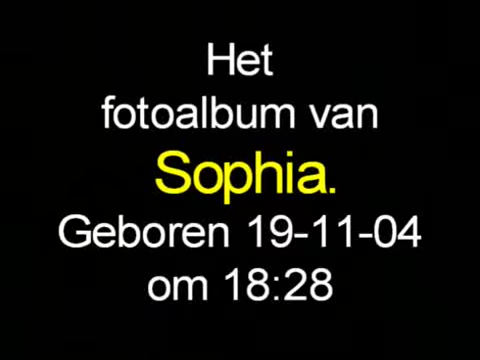 Het
fotoalbum van
Sophia.
Geboren 19-11-04
om 18:28